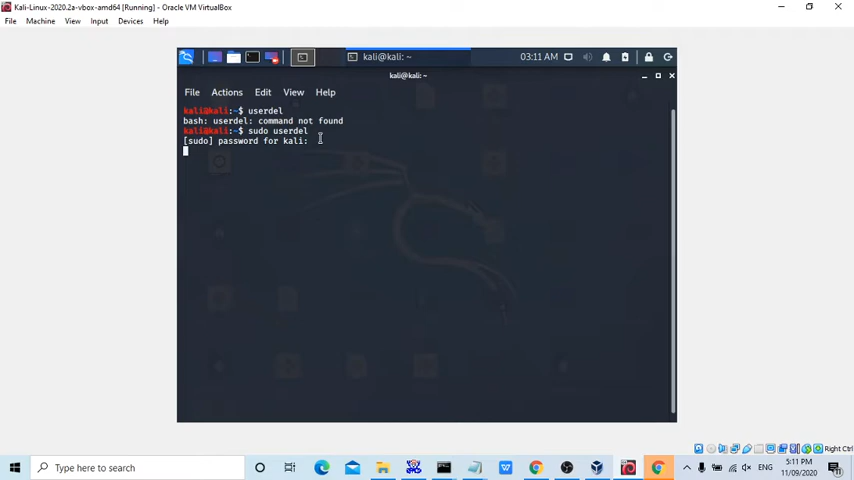 Kali-Linux-2020.2a-vbox-amd64 [Running] - Oracle VM VirtualBox
File Machine View Input Devices Help
kali@kali: ~
03:11 AM
kali@kali: ~
File Actions Edit View Help
kali@kali:~$ userdel
bash: userdel: command not found
kali@kali:~$ sudo userdel
[sudo] password for kali:
Right Ctrl
Type here to search
ENG
5:11 PM
11/09/2020